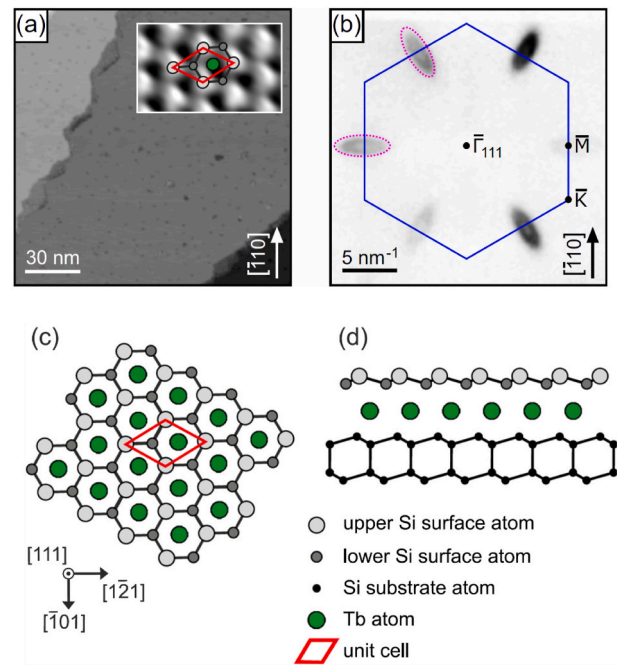 (a)
30 nm
[1̄10]
(b)
Γ̄111
M̄
K̄
5 nm-1
[1̄10]
(c)
[111]
[12̄1]
[1̄01]
(d)
upper Si surface atom
lower Si surface atom
Si substrate atom
Tb atom
unit cell